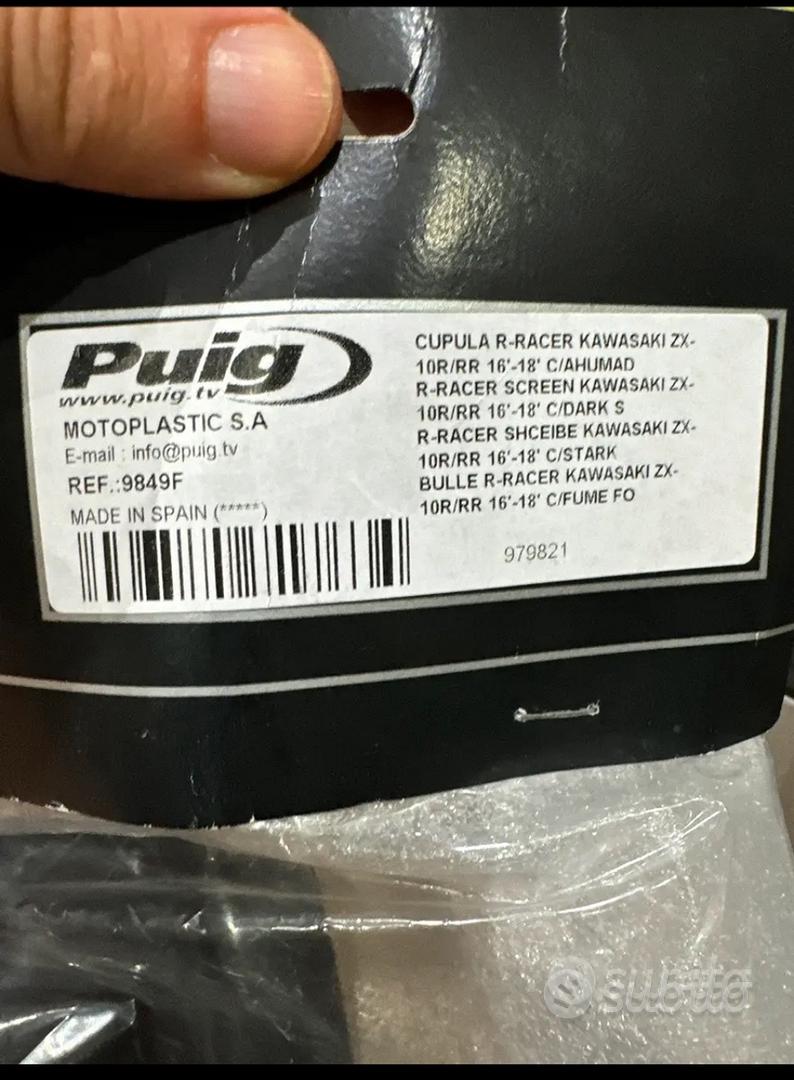 Puig
www.puig.tv
MOTOPLASTIC S.A
E-mail : info@puig.tv
REF.:9849F
MADE IN SPAIN (*****)
CUPULA R-RACER KAWASAKI ZX-
10R/RR 16'-18' C/AHUMAD
R-RACER SCREEN KAWASAKI ZX-
10R/RR 16'-18' C/DARK S
R-RACER SHCEIBE KAWASAKI ZX-
10R/RR 16'-18' C/STARK
BULLE R-RACER KAWASAKI ZX-
10R/RR 16'-18' C/FUME FO
979821
subito